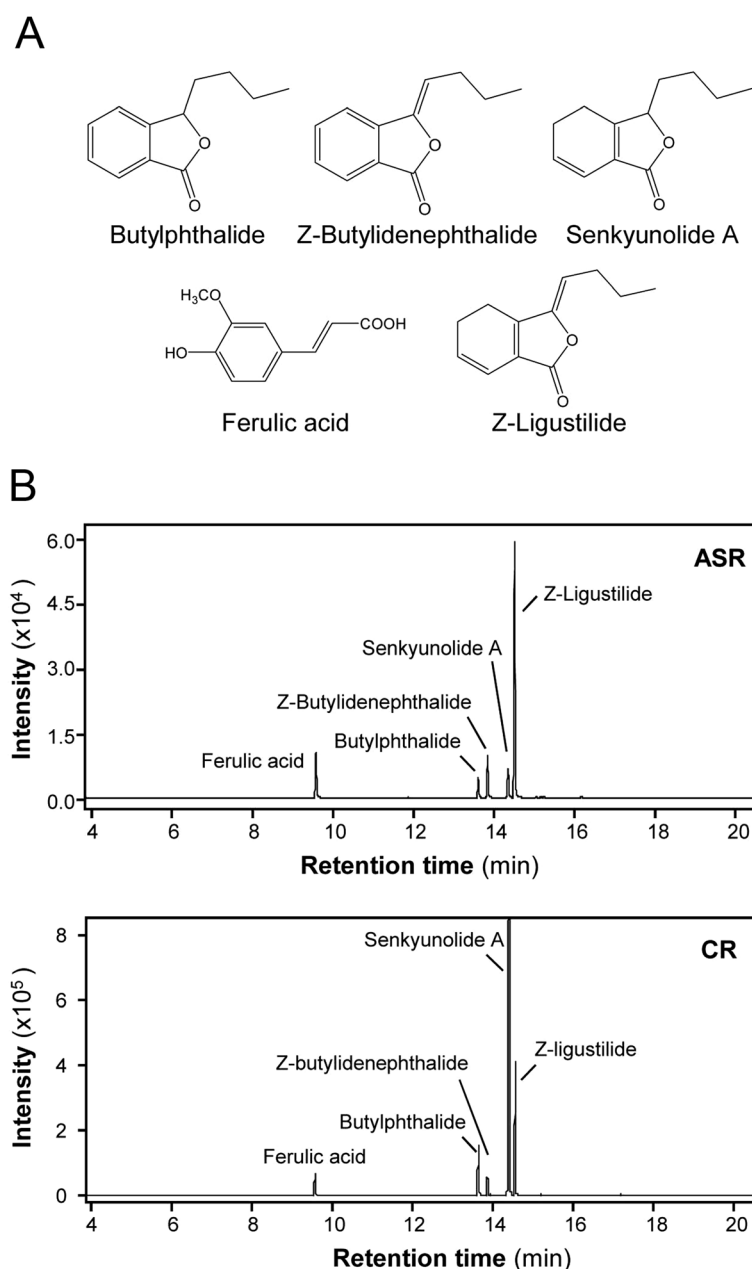 A
O
O
Butylphthalide
O
O
Z-Butylidenephthalide
O
O
Senkyunolide A
H₃CO
HO
COOH
Ferulic acid
O
O
Z-Ligustilide
B
Intensity (x10⁴)
6.0
4.5
3.0
1.5
0.0
ASR
Z-Ligustilide
Senkyunolide A
Z-Butylidenephthalide
Butylphthalide
Ferulic acid
4 6 8 10 12 14 16 18 20
Retention time (min)
Intensity (x10⁵)
8
6
4
2
0
CR
Senkyunolide A
Z-ligustilide
Z-butylidenephthalide
Butylphthalide
Ferulic acid
4 6 8 10 12 14 16 18 20
Retention time (min)